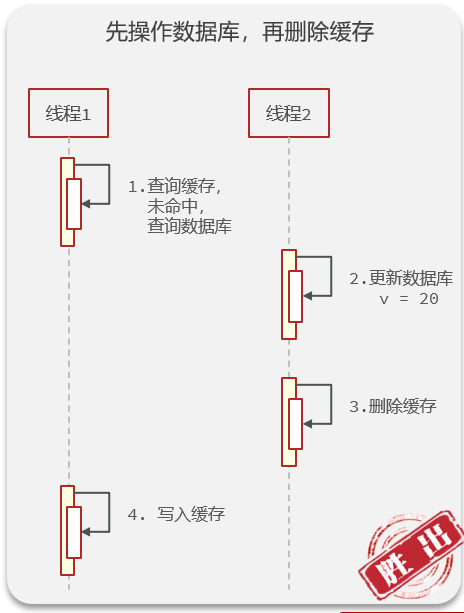 先操作数据库，再删除缓存
线程1
线程2
1.查询缓存，
未命中，
查询数据库
2.更新数据库
v = 20
3.删除缓存
4. 写入缓存
胜 出